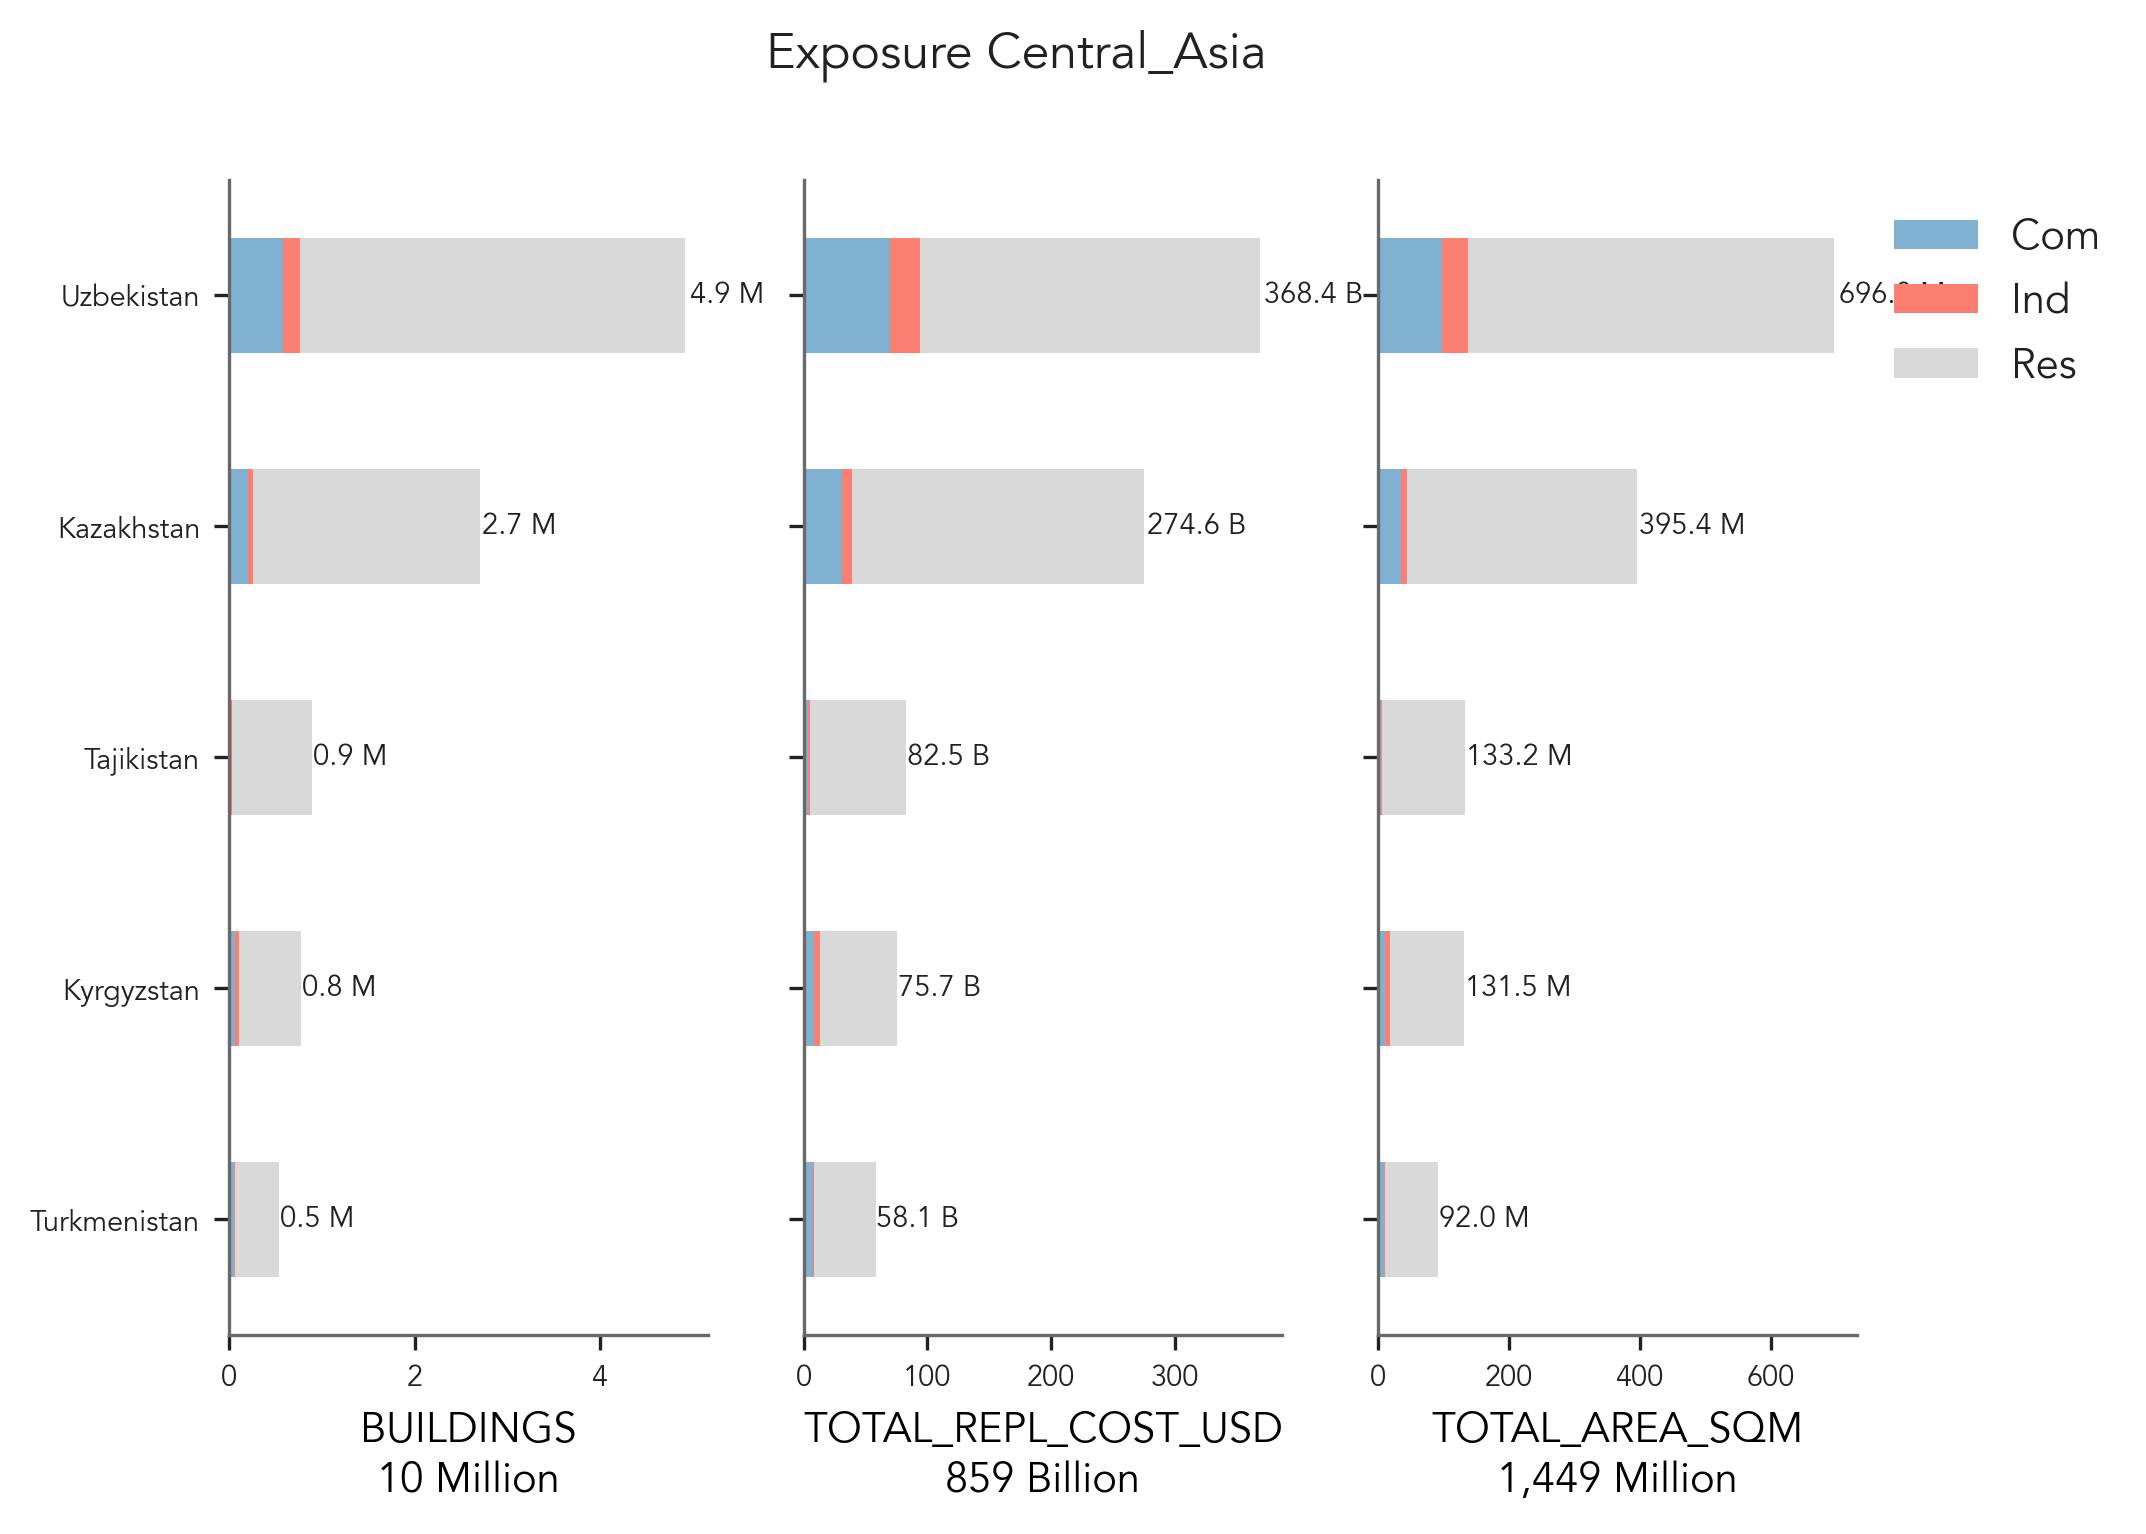 Exposure Central_Asia
Uzbekistan
4.9 M
368.4 B
Kazakhstan
2.7 M
274.6 B
395.4 M
Tajikistan
0.9 M
82.5 B
133.2 M
Kyrgyzstan
0.8 M
75.7 B
131.5 M
Turkmenistan
0.5 M
58.1 B
92.0 M
Com
Ind
Res
0 2 4
0 100 200 300
0 200 400 600
BUILDINGS
10 Million
TOTAL_REPL_COST_USD
859 Billion
TOTAL_AREA_SQM
1,449 Million